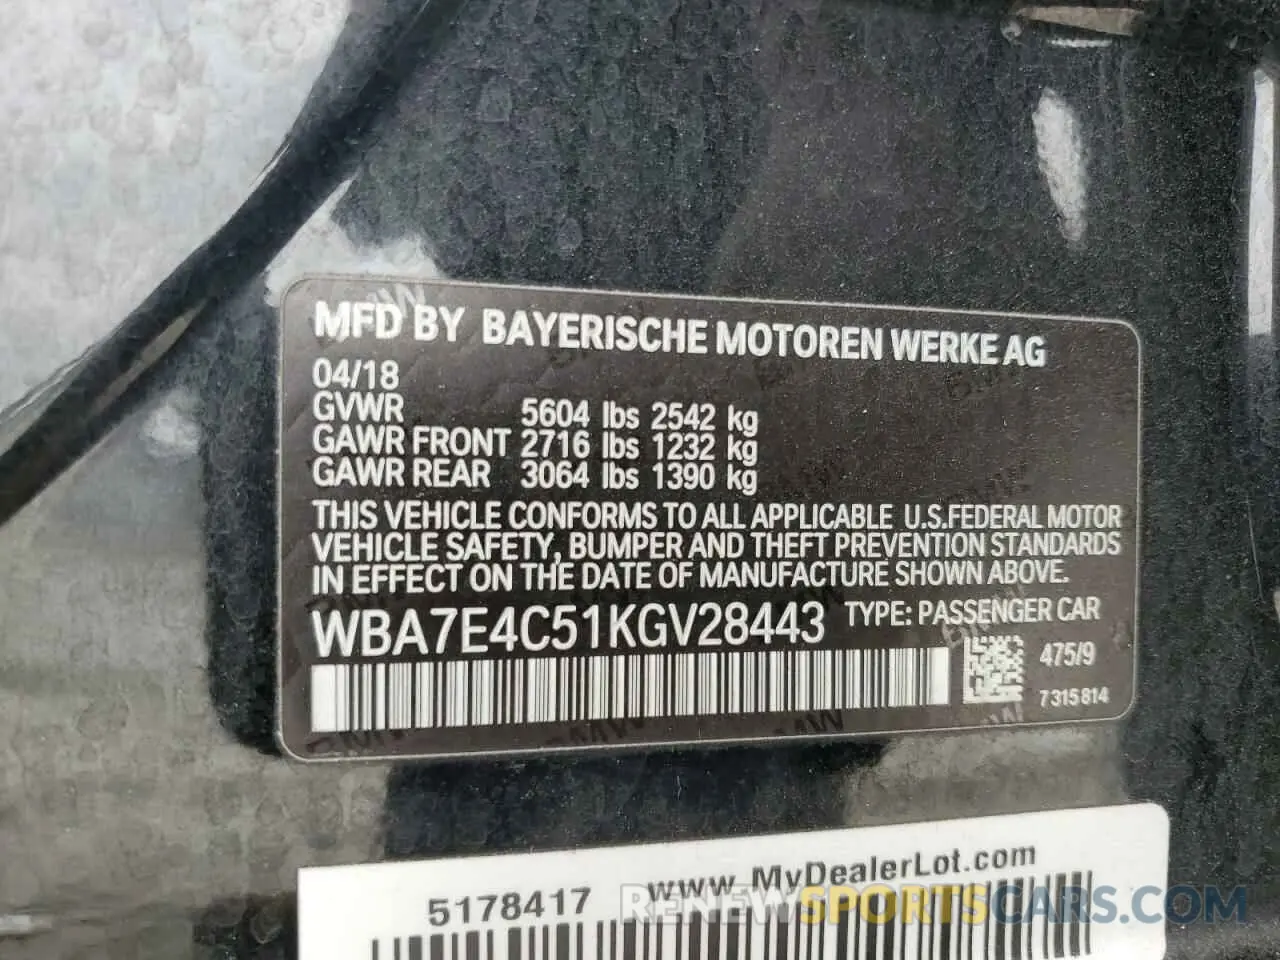 MFD BY BAYERISCHE MOTOREN WERKE AG
04/18
GVWR 5604 lbs 2542 kg
GAWR FRONT 2716 lbs 1232 kg
GAWR REAR 3064 lbs 1390 kg
THIS VEHICLE CONFORMS TO ALL APPLICABLE U.S.FEDERAL MOTOR
VEHICLE SAFETY, BUMPER AND THEFT PREVENTION STANDARDS
IN EFFECT ON THE DATE OF MANUFACTURE SHOWN ABOVE.
WBA7E4C51KGV28443 TYPE: PASSENGER CAR
475/9
7315814
www.MyDealerLot.com
5178417
RENEWSPORTSCARS.COM